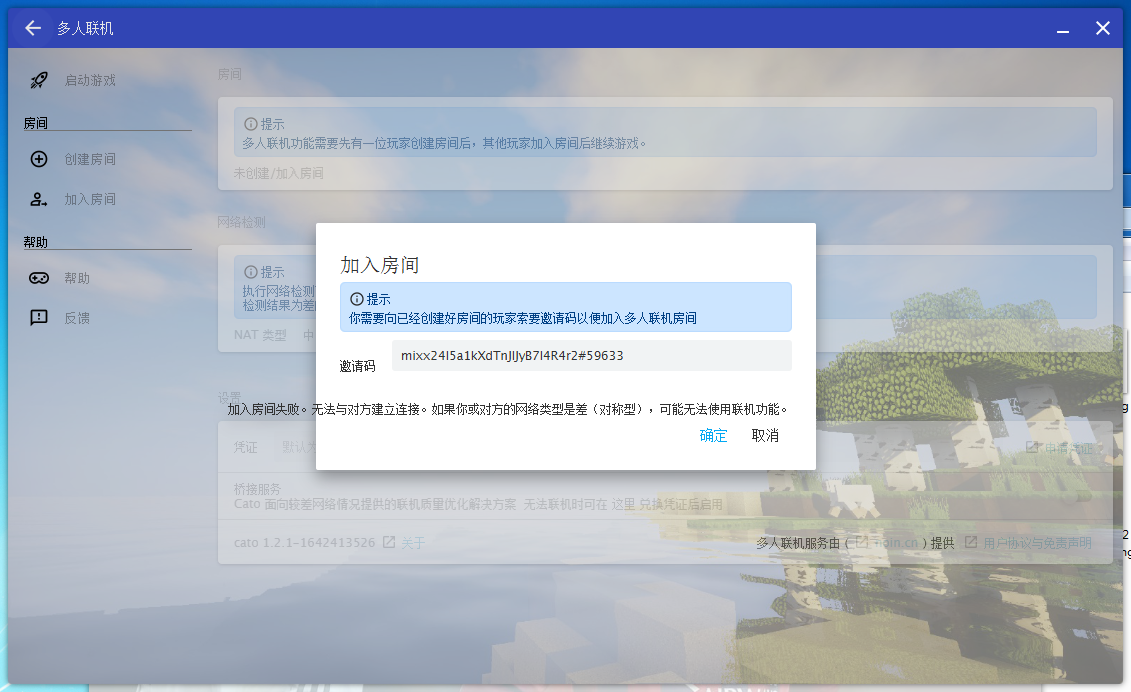 多人联机
启动游戏
房间
创建房间
加入房间
帮助
帮助
反馈
房间
提示
多人联机功能需要先有一位玩家创建房间后，其他玩家加入房间后继续游戏。
未创建/加入房间
网络检测
提示
执行网络检测
检测结果为差
NAT 类型 中
加入房间
提示
你需要向已经创建好房间的玩家索要邀请码以便加入多人联机房间
邀请码 mixx24I5a1kXdTnJIJyB7I4R4r2#59633
加入房间失败。无法与对方建立连接。如果你或对方的网络类型是差（对称型），可能无法使用联机功能。
确定 取消
设置
凭证 默认为 申请凭证
桥接服务
Cato 面向较差网络情况提供的联机质量优化解决方案 无法联机时可在 这里 兑换凭证后启用
cato 1.2.1-1642413526 关于
多人联机服务由 ( noin.cn ) 提供 用户协议与免责声明